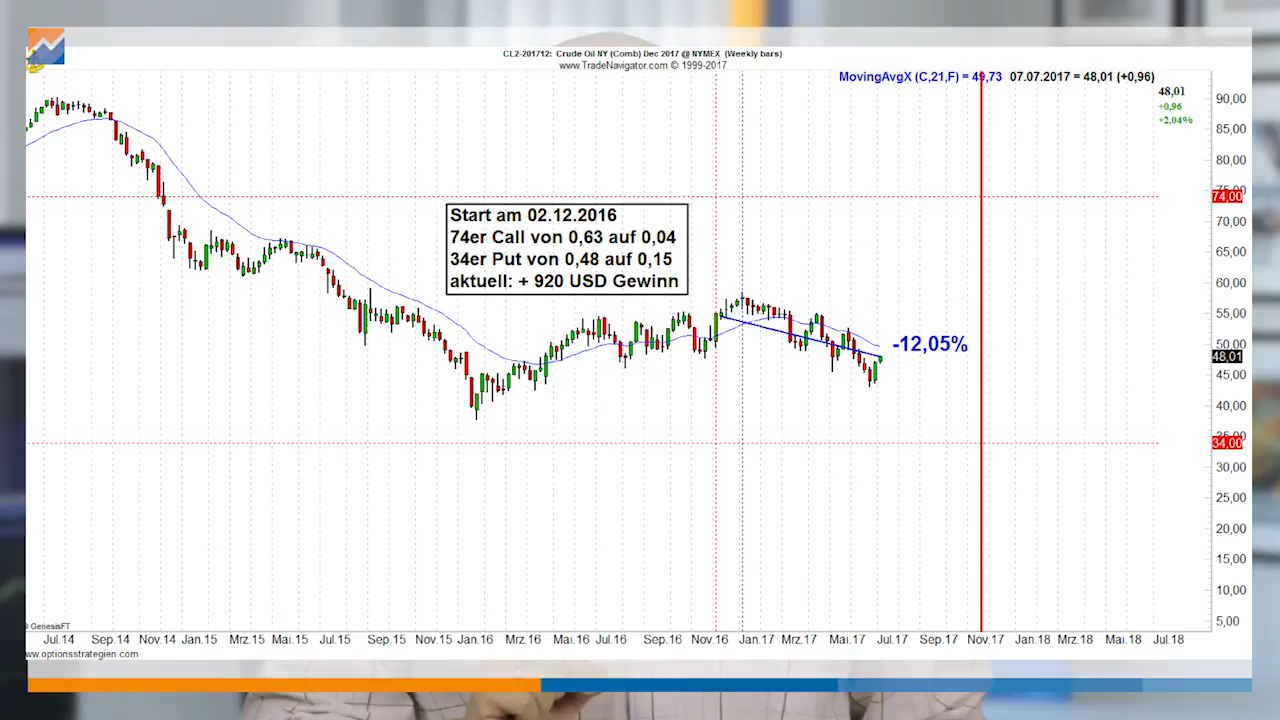 CL2-201712: Crude Oil NY (Comb) Dec 2017 @ NYMEX (Weekly bars)
www.TradeNavigator.com © 1999-2017
MovingAvgX (C,21,F) = 49,73 07.07.2017 = 48,01 (+0,96)
48,01
+0,96
+2,04%
90,00
85,00
80,00
75,00
74,00
70,00
65,00
60,00
55,00
50,00
48,01
45,00
40,00
35,00
34,00
30,00
25,00
20,00
15,00
10,00
5,00
Start am 02.12.2016
74er Call von 0,63 auf 0,04
34er Put von 0,48 auf 0,15
aktuell: + 920 USD Gewinn
-12,05%
© GenesisFT
Jul.14 Sep.14 Nov.14 Jan.15 Mrz.15 Mai.15 Jul.15 Sep.15 Nov.15 Jan.16 Mrz.16 Mai.16 Jul.16 Sep.16 Nov.16 Jan.17 Mrz.17 Mai.17 Jul.17 Sep.17 Nov.17 Jan.18 Mrz.18 Mai.18 Jul.18
ww.optionsstrategien.com